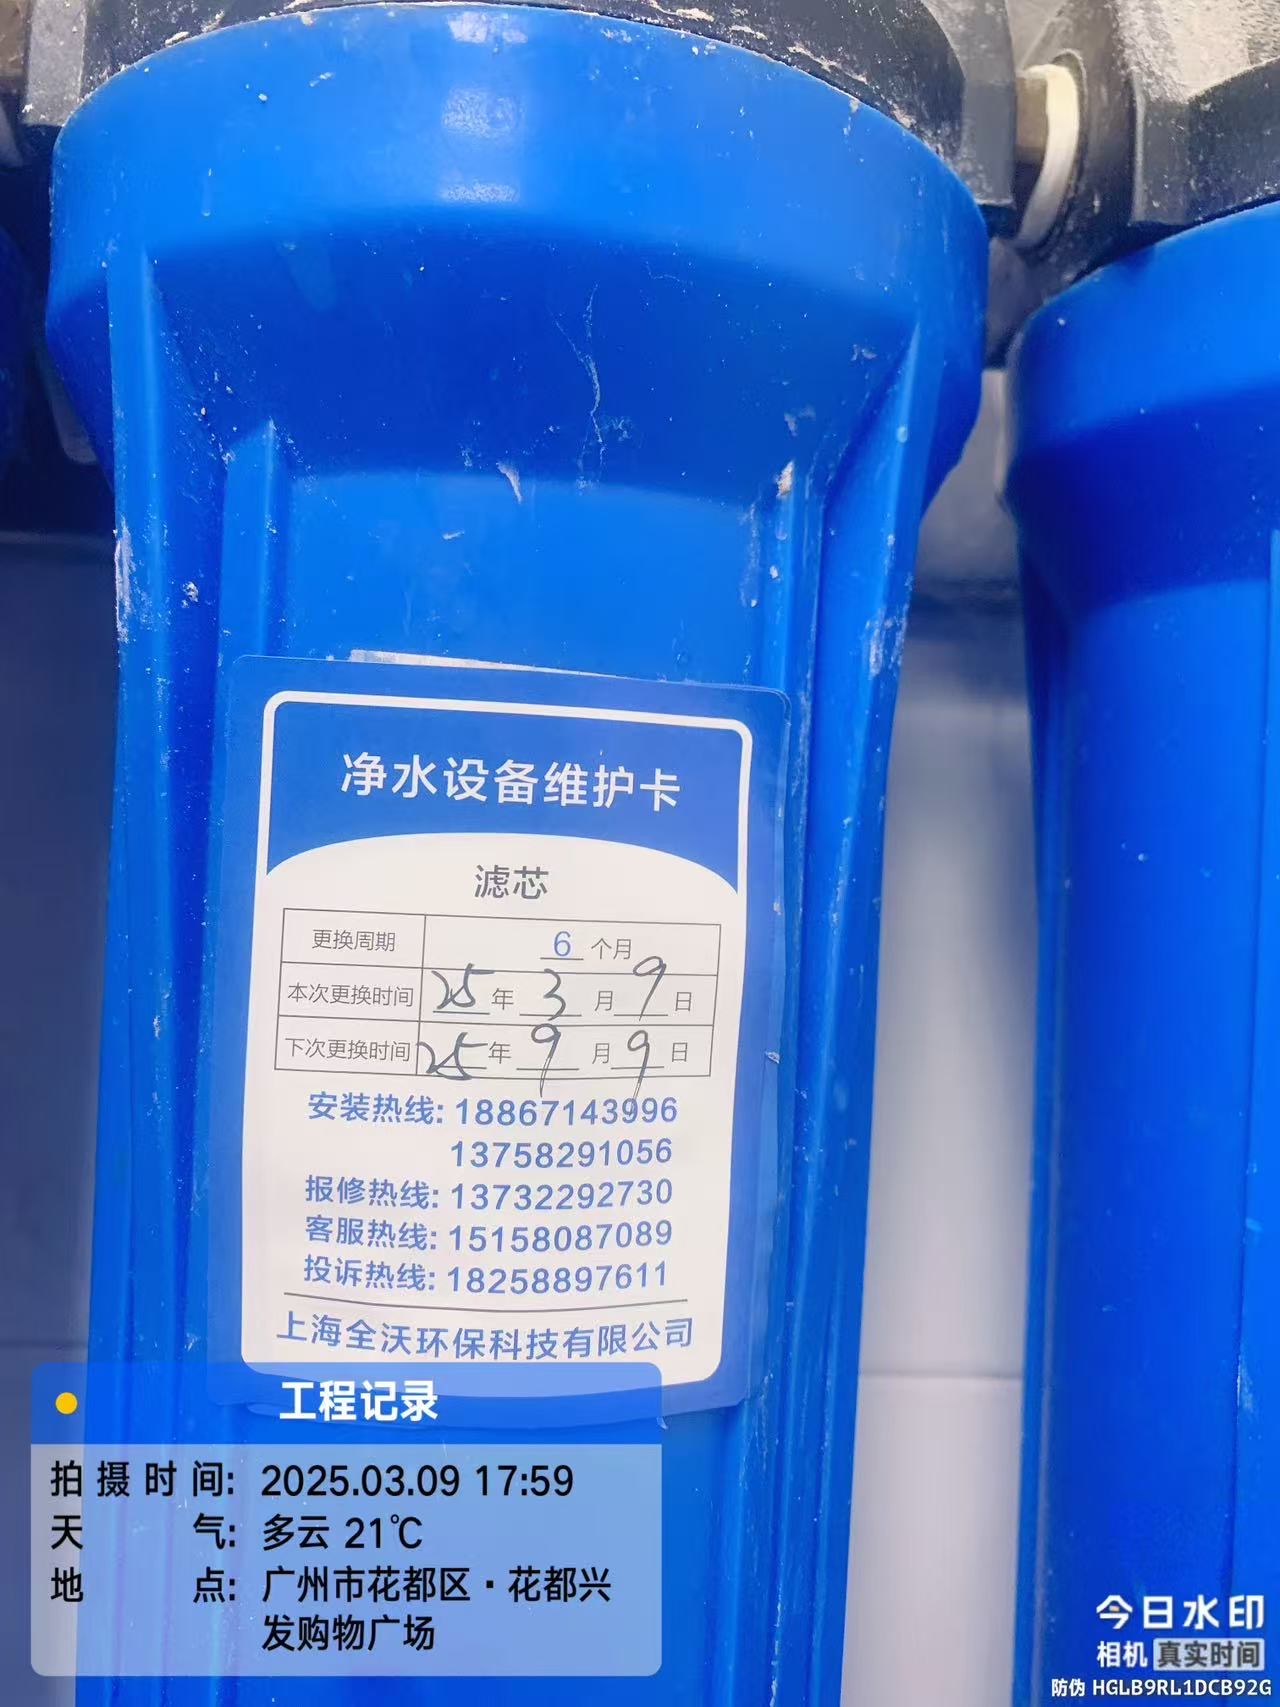 净水设备维护卡
滤芯
更换周期 6 个月
本次更换时间 25 年 3 月 9 日
下次更换时间 25 年 9 月 9 日
安装热线: 18867143996
13758291056
报修热线: 13732292730
客服热线: 15158087089
投诉热线: 18258897611
上海全沃环保科技有限公司
工程记录
拍摄时间: 2025.03.09 17:59
天气: 多云 21℃
地点: 广州市花都区·花都兴
发购物广场
今日水印
相机 真实时间
防伪 HGLB9RL1DCB92G